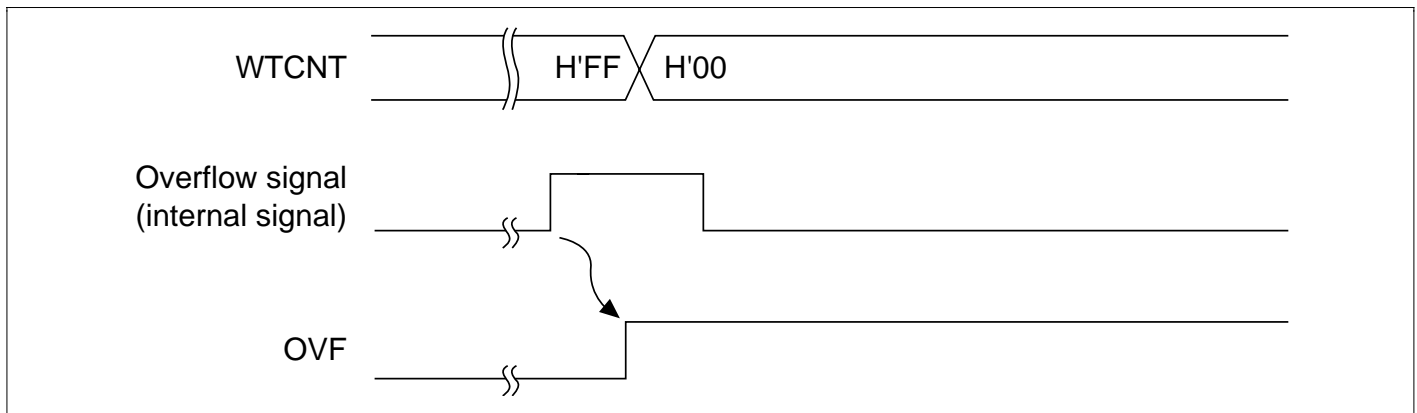 WTCNT H'FF H'00
Overflow signal
(internal signal)
OVF